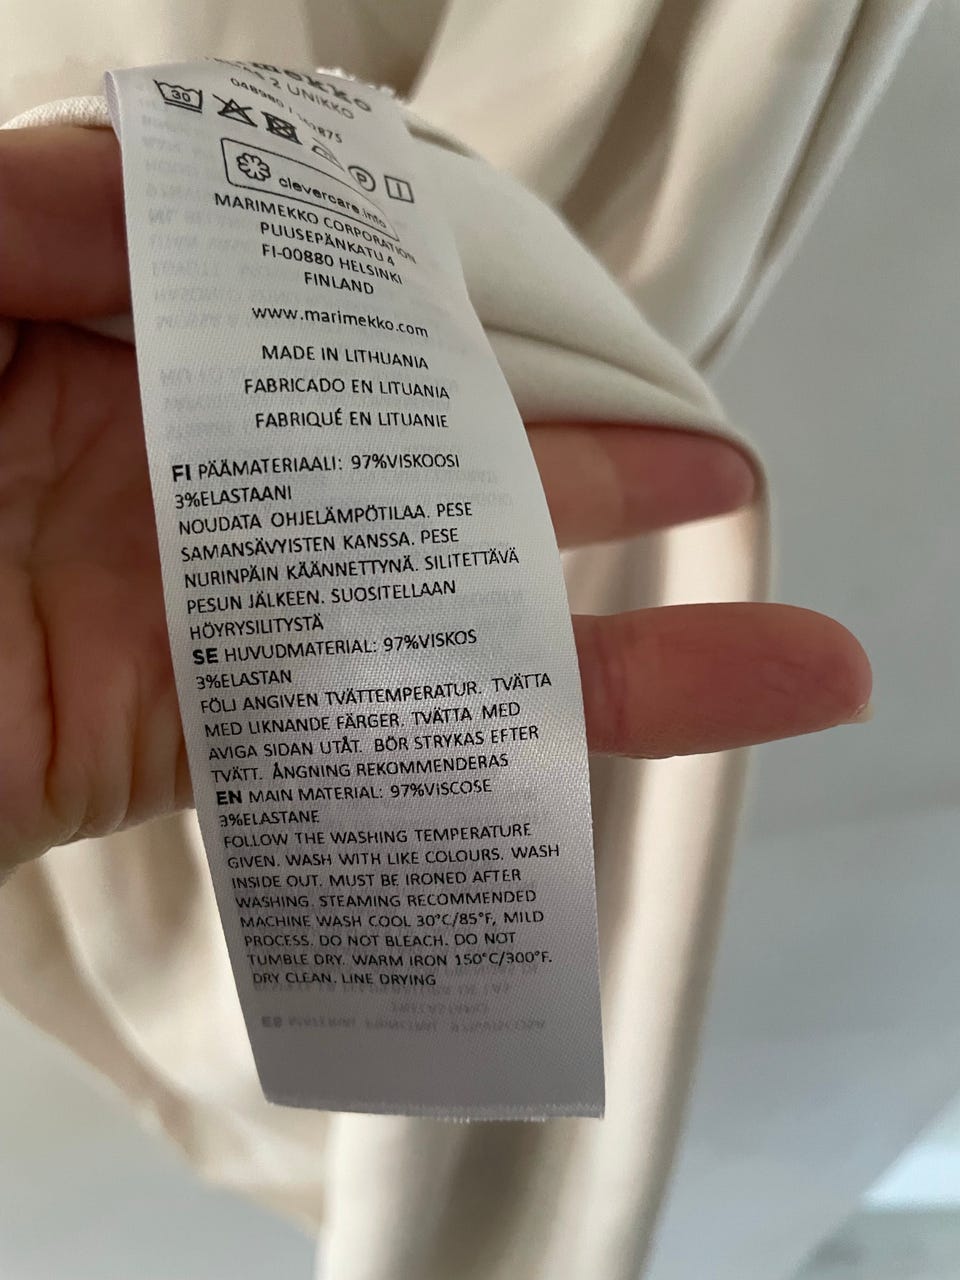 2 UNIKKO
30
P
clevercare.info
MARIMEKKO CORPORATION
PUUSEPÄNKATU 4
FI-00880 HELSINKI
FINLAND
www.marimekko.com
MADE IN LITHUANIA
FABRICADO EN LITUANIA
FABRIQUÉ EN LITUANIE
FI PÄÄMATERIAALI: 97%VISKOOSI
3%ELASTAANI
NOUDATA OHJELÄMPÖTILAA. PESE
SAMANSÄVYISTEN KANSSA. PESE
NURINPÄIN KÄÄNNETTYNÄ. SILITETTÄVÄ
PESUN JÄLKEEN. SUOSITELLAAN
HÖYRYSILITYSTÄ
SE HUVUDMATERIAL: 97%VISKOS
3%ELASTAN
FÖLJ ANGIVEN TVÄTTEMPERATUR. TVÄTTA
MED LIKNANDE FÄRGER. TVÄTTA MED
AVIGA SIDAN UTÅT. BÖR STRYKAS EFTER
TVÄTT. ÅNGNING REKOMMENDERAS
EN MAIN MATERIAL: 97%VISCOSE
3%ELASTANE
FOLLOW THE WASHING TEMPERATURE
GIVEN. WASH WITH LIKE COLOURS. WASH
INSIDE OUT. MUST BE IRONED AFTER
WASHING. STEAMING RECOMMENDED
MACHINE WASH COOL 30°C/85°F, MILD
PROCESS. DO NOT BLEACH. DO NOT
TUMBLE DRY. WARM IRON 150°C/300°F.
DRY CLEAN. LINE DRYING